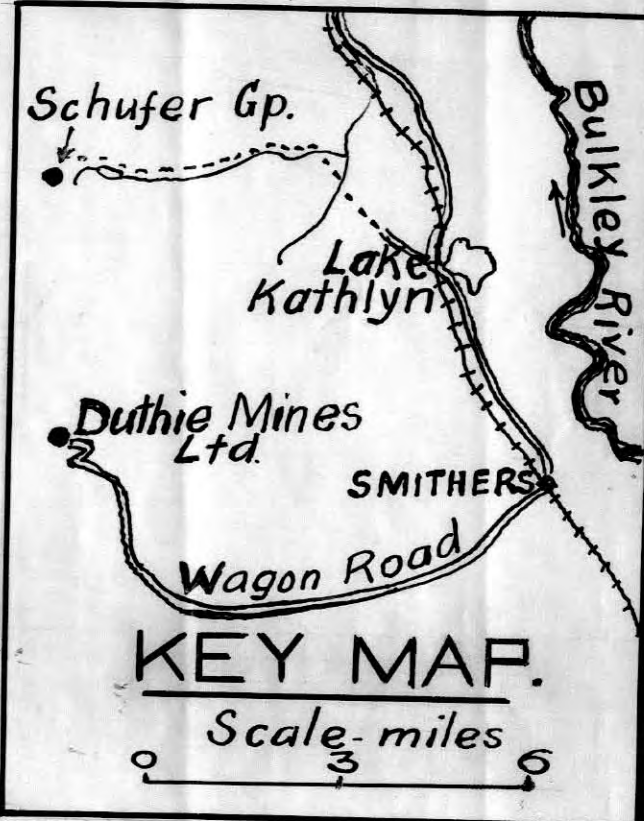 Schufer Gp.
Bulkley River
Lake
Kathlyn
Duthie Mines
Ltd.
SMITHERS
Wagon Road
KEY MAP.
Scale-miles
0 3 6